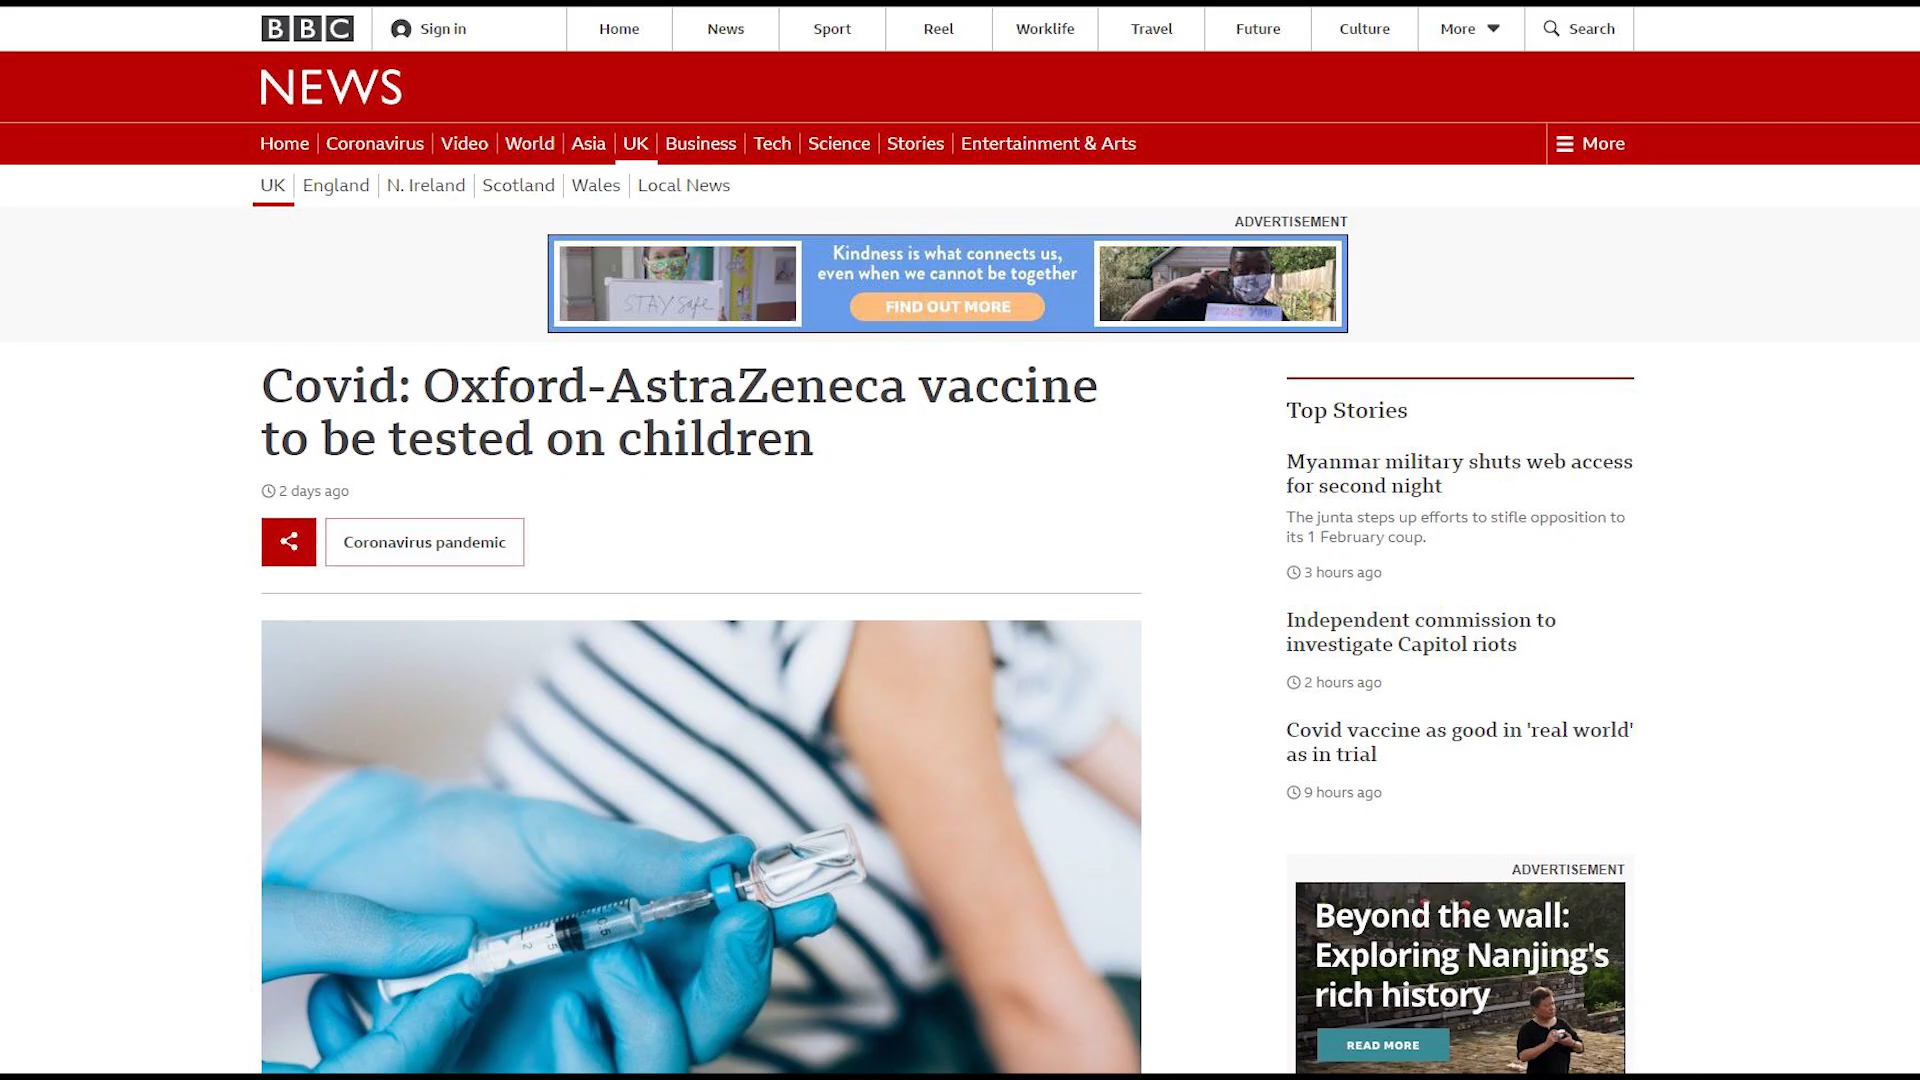 BBC
Sign in
Home
News
Sport
Reel
Worklife
Travel
Future
Culture
More
Search
NEWS
Home
Coronavirus
Video
World
Asia
UK
Business
Tech
Science
Stories
Entertainment & Arts
More
UK
England
N. Ireland
Scotland
Wales
Local News
ADVERTISEMENT
STAY safe
Kindness is what connects us,
even when we cannot be together
FIND OUT MORE
Covid: Oxford-AstraZeneca vaccine
to be tested on children
2 days ago
Coronavirus pandemic
Top Stories
Myanmar military shuts web access
for second night
The junta steps up efforts to stifle opposition to
its 1 February coup.
3 hours ago
Independent commission to
investigate Capitol riots
2 hours ago
Covid vaccine as good in 'real world'
as in trial
9 hours ago
ADVERTISEMENT
Beyond the wall:
Exploring Nanjing's
rich history
READ MORE